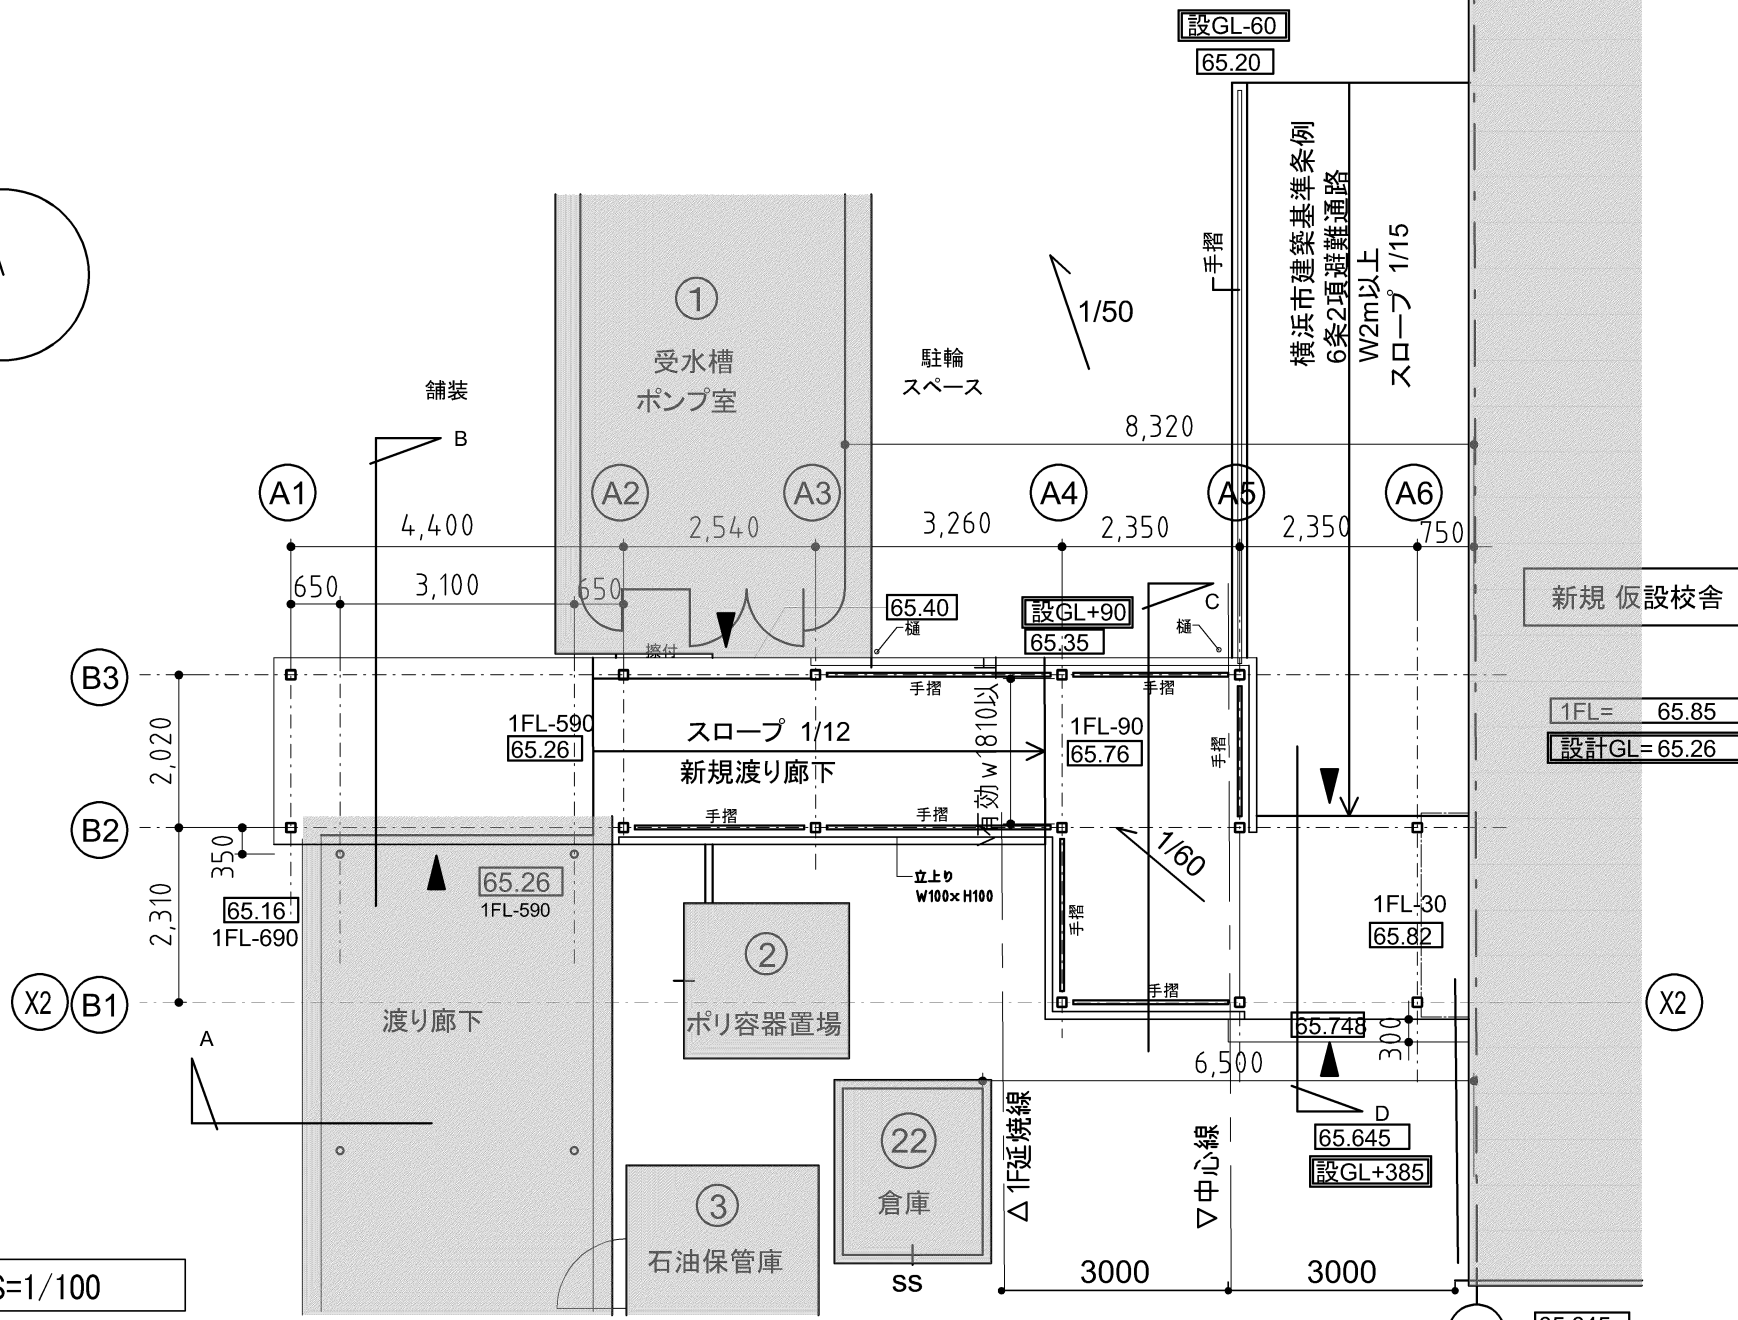 設GL-60
65.20
横浜市建築基準条例
6条2項避難通路
W2m以上
スロープ 1/15
手摺
1
受水槽
ポンプ室
1/50
駐輪
スペース
舗装
B
8,320
A1
A2
A3
A4
A5
A6
4,400
2,540
3,260
2,350
2,350
750
650
3,100
650
65.40
樋
設GL+90
65.35
C
樋
新規 仮設校舎
擦付
B3
手摺
手摺
1FL-590
65.26
スロープ 1/12
新規渡り廊下
有効 w1810以上
1FL-90
65.76
手摺
1FL= 65.85
設計GL= 65.26
2,020
B2
手摺
手摺
350
2,310
65.26
1FL-590
65.16
1FL-690
立上り
W100×H100
手摺
1/60
1FL-30
65.82
2
ポリ容器置場
X2
B1
手摺
X2
渡り廊下
65.748
300
A
6,500
D
65.645
設GL+385
22
倉庫
SS
△ 1F延焼線
▽ 中心線
3
石油保管庫
S=1/100
3000
3000